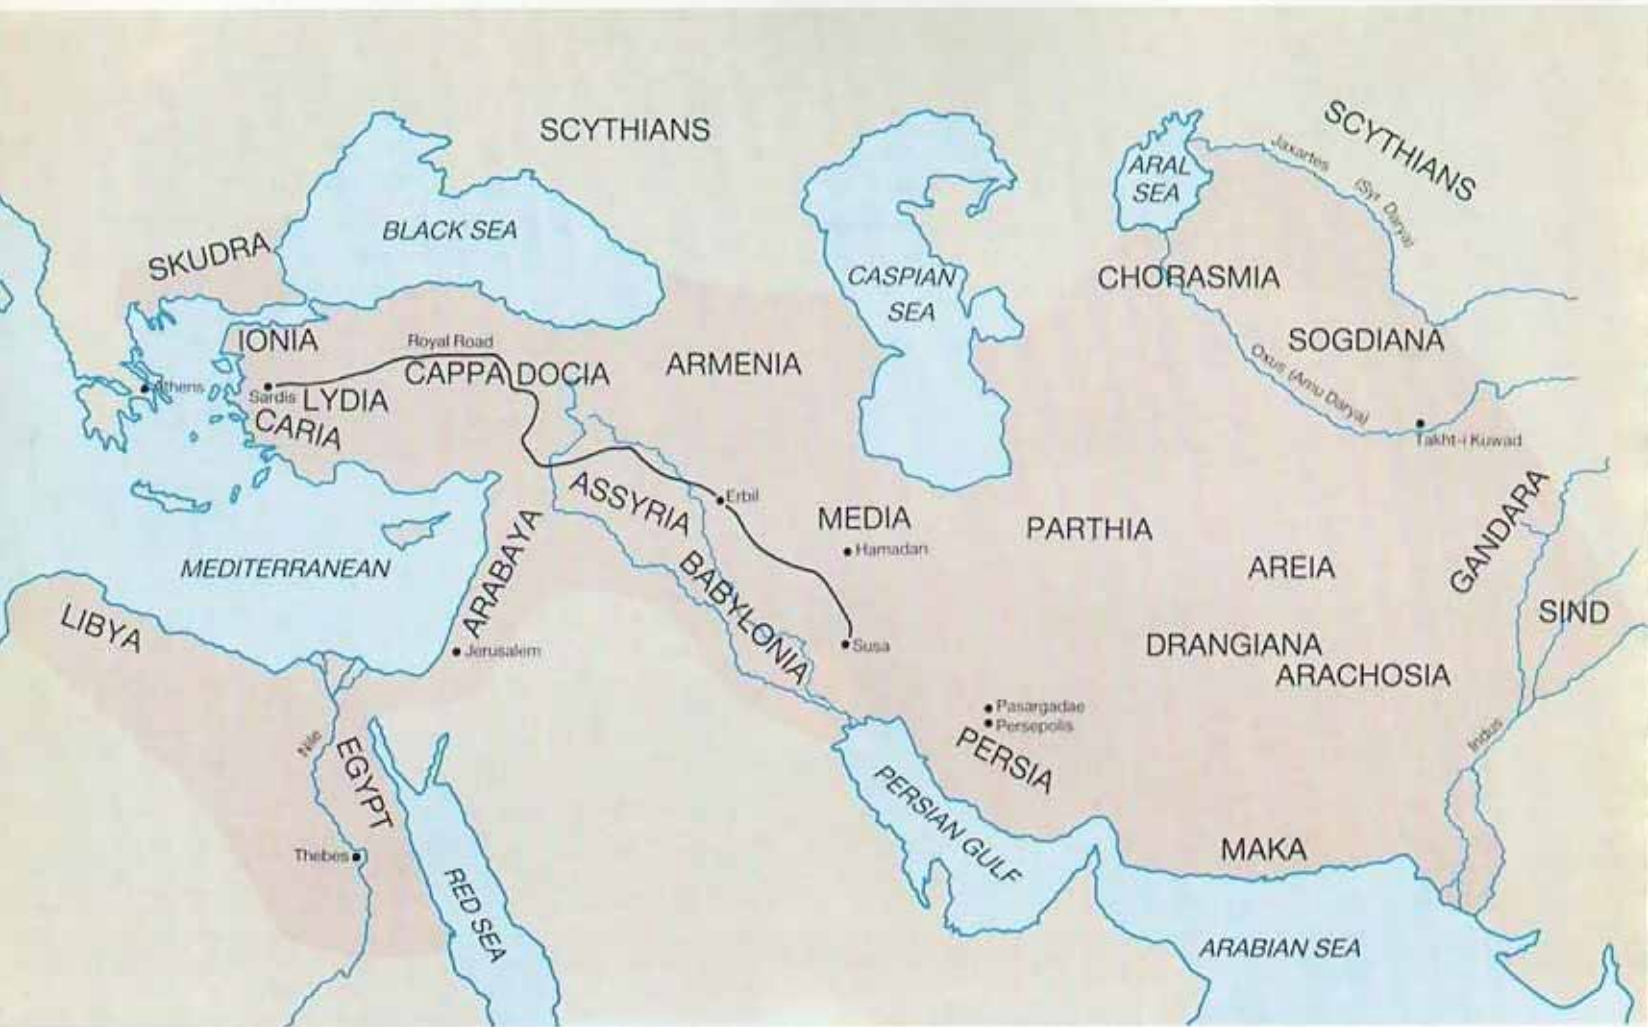 SCYTHIANS
SCYTHIANS
ARAL
SEA
Jaxartes (Syr Darya)
BLACK SEA
SKUDRA
CASPIAN
SEA
CHORASMIA
SOGDIANA
IONIA
Royal Road
ARMENIA
CAPPADOCIA
Oxus (Amu Darya)
Athens
Sardis
LYDIA
CARIA
Takht-i Kuwad
ASSYRIA
Erbil
MEDIA
Hamadan
PARTHIA
GANDARA
ARABAYA
MEDITERRANEAN
BABYLONIA
AREIA
SIND
LIBYA
Jerusalem
Susa
DRANGIANA
ARACHOSIA
Pasargadae
Persepolis
PERSIA
Nile
EGYPT
Indus
PERSIAN GULF
MAKA
Thebes
RED SEA
ARABIAN SEA